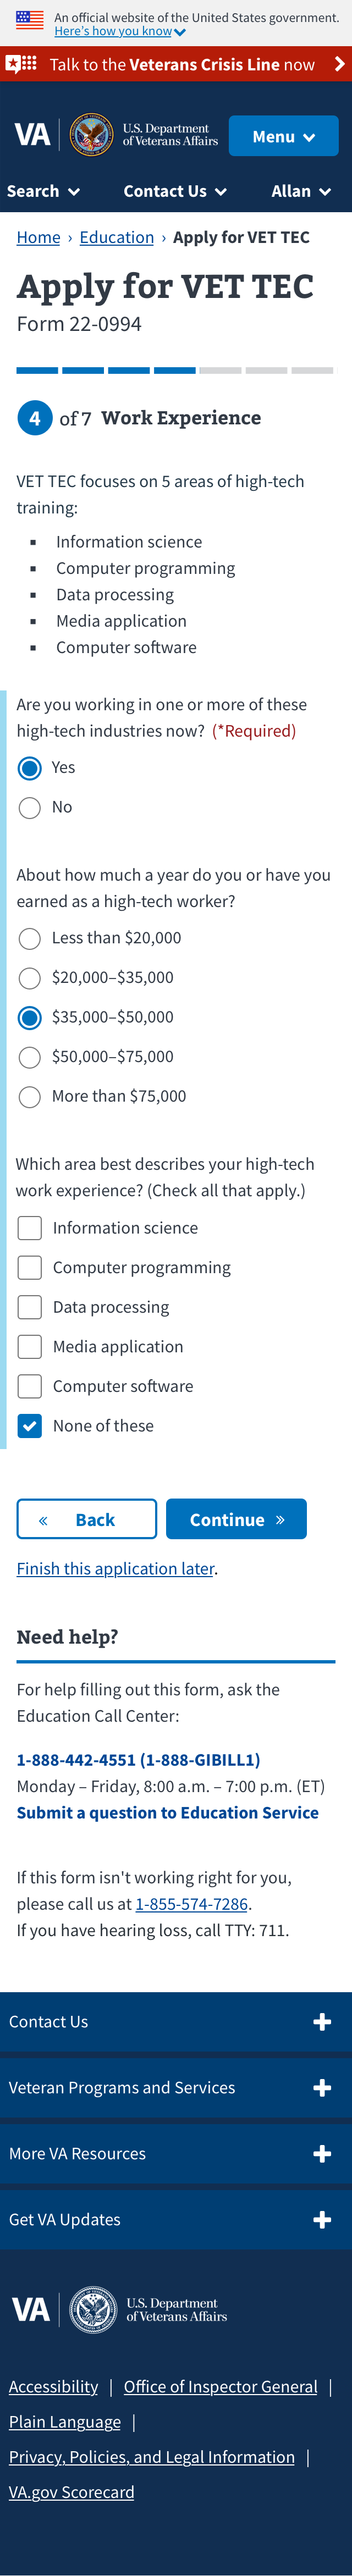 An official website of the United States government.
Here's how you know
Talk to the Veterans Crisis Line now
VA
U.S. Department
of Veterans Affairs
Menu
Search
Contact Us
Allan
Home › Education › Apply for VET TEC
Apply for VET TEC
Form 22-0994
4 of 7 Work Experience
VET TEC focuses on 5 areas of high-tech
training:
Information science
Computer programming
Data processing
Media application
Computer software
Are you working in one or more of these
high-tech industries now? (*Required)
Yes
No
About how much a year do you or have you
earned as a high-tech worker?
Less than $20,000
$20,000–$35,000
$35,000–$50,000
$50,000–$75,000
More than $75,000
Which area best describes your high-tech
work experience? (Check all that apply.)
Information science
Computer programming
Data processing
Media application
Computer software
None of these
« Back
Continue »
Finish this application later.
Need help?
For help filling out this form, ask the
Education Call Center:
1-888-442-4551 (1-888-GIBILL1)
Monday – Friday, 8:00 a.m. – 7:00 p.m. (ET)
Submit a question to Education Service
If this form isn't working right for you,
please call us at 1-855-574-7286.
If you have hearing loss, call TTY: 711.
Contact Us
Veteran Programs and Services
More VA Resources
Get VA Updates
VA
U.S. Department
of Veterans Affairs
Accessibility | Office of Inspector General |
Plain Language |
Privacy, Policies, and Legal Information |
VA.gov Scorecard